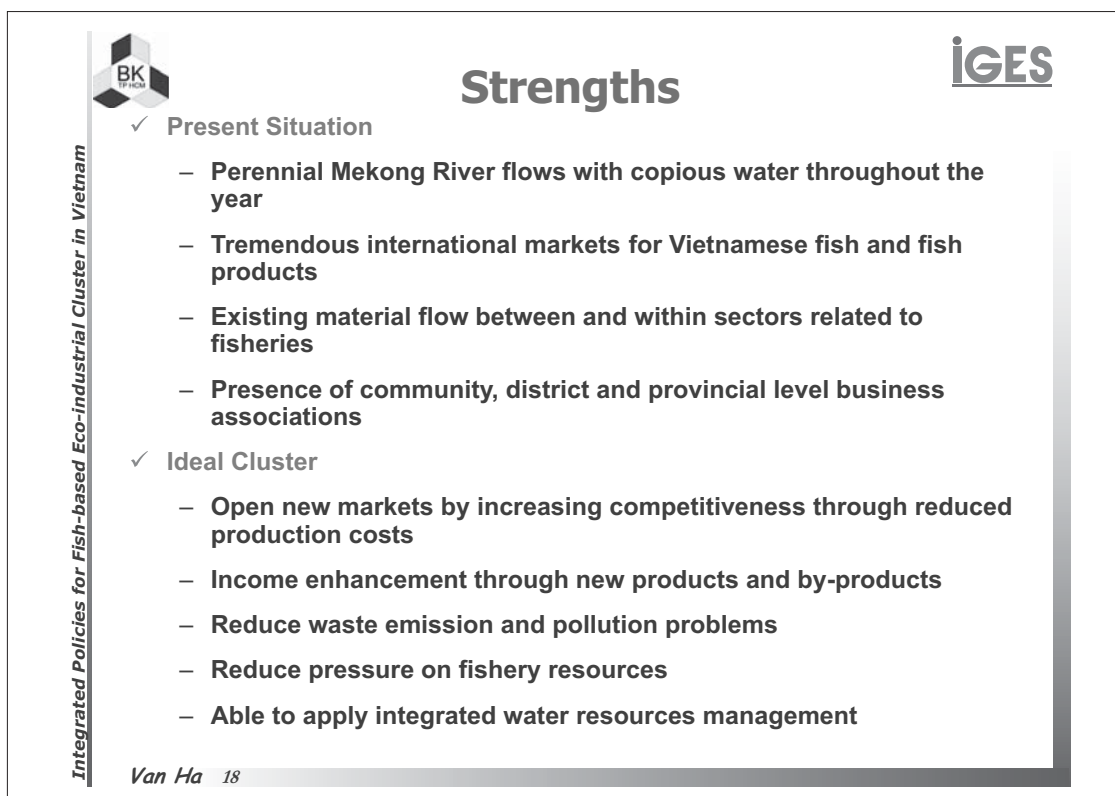 BK
TP HCM
Strengths
iGES
Integrated Policies for Fish-based Eco-industrial Cluster in Vietnam
✓ Present Situation
– Perennial Mekong River flows with copious water throughout the
year
– Tremendous international markets for Vietnamese fish and fish
products
– Existing material flow between and within sectors related to
fisheries
– Presence of community, district and provincial level business
associations
✓ Ideal Cluster
– Open new markets by increasing competitiveness through reduced
production costs
– Income enhancement through new products and by-products
– Reduce waste emission and pollution problems
– Reduce pressure on fishery resources
– Able to apply integrated water resources management
Van Ha 18